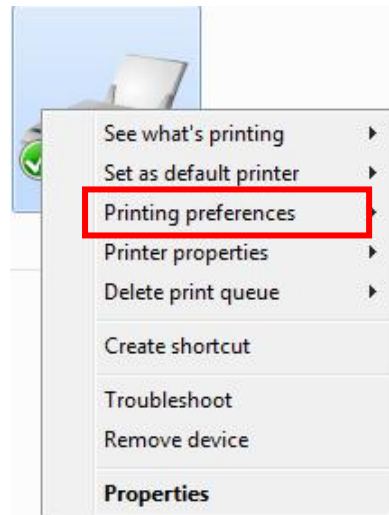 See what's printing
Set as default printer
Printing preferences
Printer properties
Delete print queue
Create shortcut
Troubleshoot
Remove device
Properties